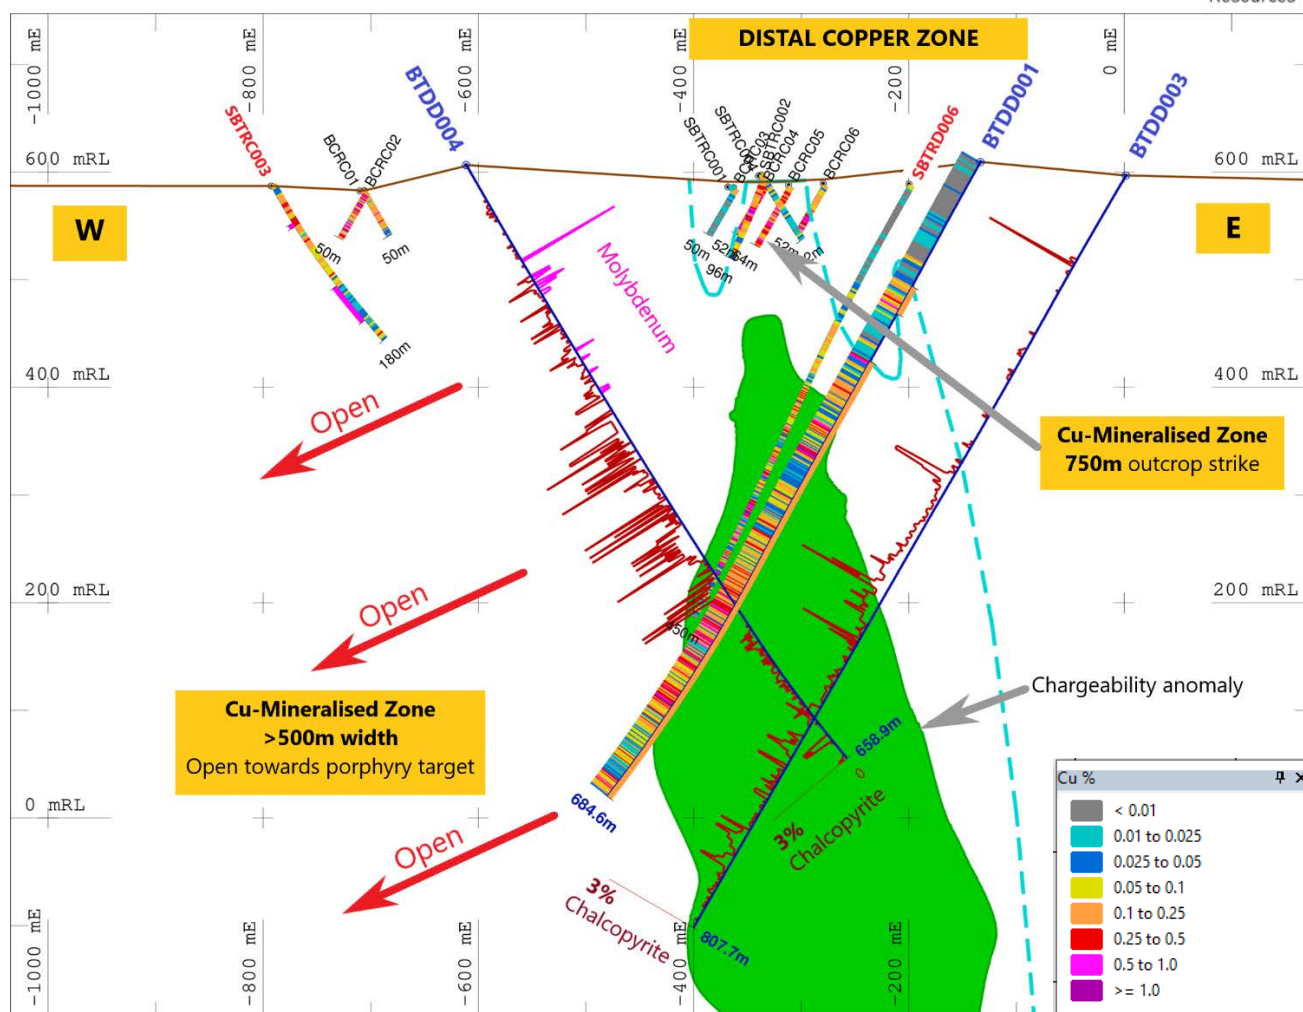 Resources
-1000 mE
-800 mE
-600 mE
-400 mE
-200 mE
0 mE
DISTAL COPPER ZONE
SBTRC003
BCRC01
BCRC02
BTDD004
SBTRC001
SBTRC002
BCRC04
BCRC05
BCRC06
SBTRD006
BTDD001
BTDD003
600 mRL
600 mRL
W
E
50m
50m
180m
Molybdenum
50m
96m
400 mRL
400 mRL
Open
Cu-Mineralised Zone
750m outcrop strike
200 mRL
200 mRL
Open
450m
Chargeability anomaly
Cu-Mineralised Zone
>500m width
Open towards porphyry target
658.9m
0
3%
Chalcopyrite
0 mRL
684.6m
Open
3%
Chalcopyrite
807.7m
-1000 mE
-800 mE
-600 mE
-400 mE
-200 mE
Cu %
< 0.01
0.01 to 0.025
0.025 to 0.05
0.05 to 0.1
0.1 to 0.25
0.25 to 0.5
0.5 to 1.0
>= 1.0